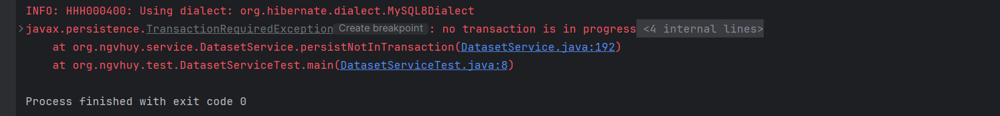 INFO: HHH000400: Using dialect: org.hibernate.dialect.MySQL8Dialect
javax.persistence.TransactionRequiredException Create breakpoint : no transaction is in progress <4 internal lines>
at org.ngvhuy.service.DatasetService.persistNotInTransaction(DatasetService.java:192)
at org.ngvhuy.test.DatasetServiceTest.main(DatasetServiceTest.java:8)
Process finished with exit code 0